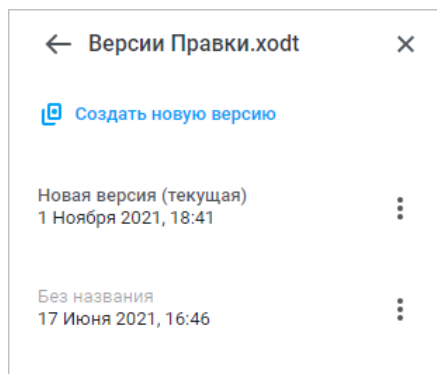 Версии Правки.xodt
Создать новую версию
Новая версия (текущая)
1 Ноября 2021, 18:41
Без названия
17 Июня 2021, 16:46